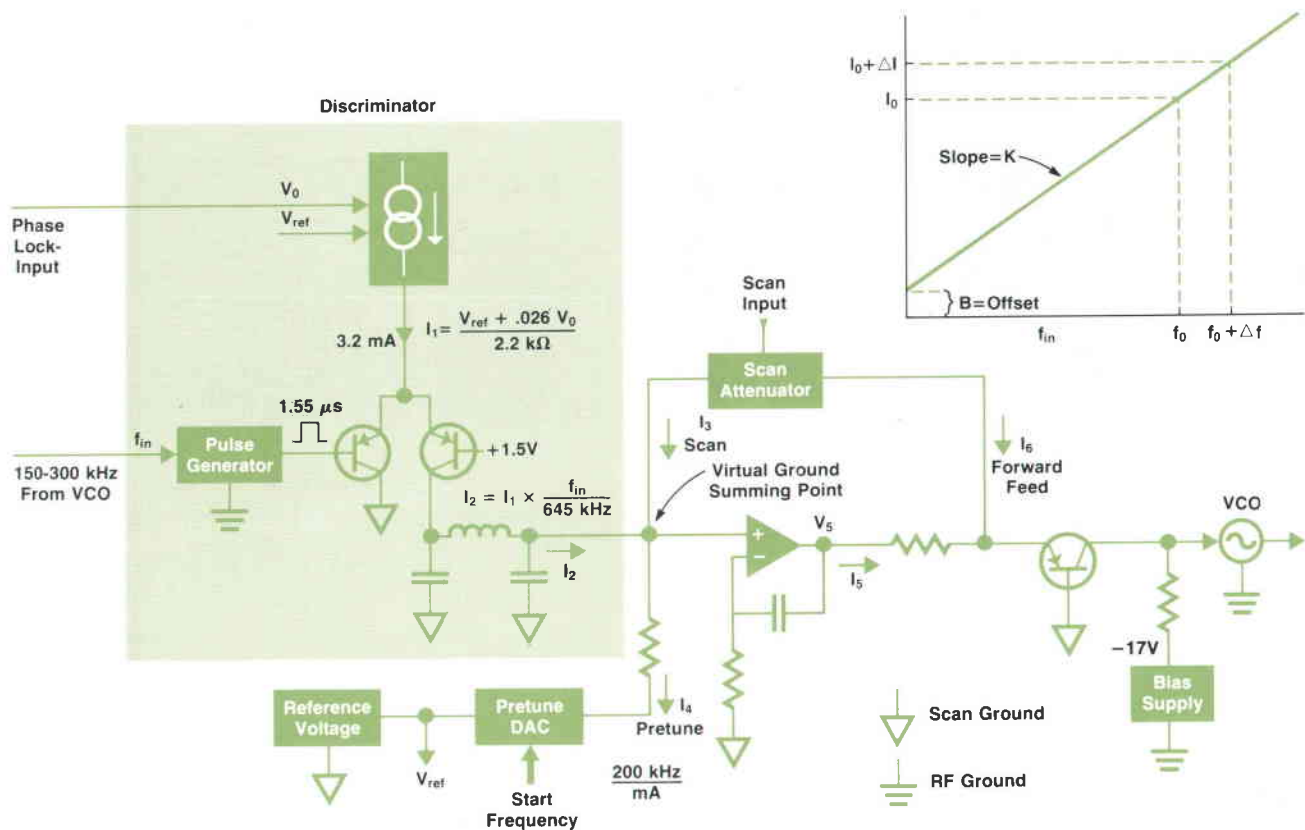 Discriminator
V0
Vref
Phase
Lock-
Input
3.2 mA
I1 = Vref + .026 V0
2.2 kΩ
1.55 μs
fin
Pulse
Generator
150-300 kHz
From VCO
+1.5V
I2 = I1 × fin
645 kHz
I2
Scan
Input
Scan
Attenuator
I3
Scan
I6
Forward
Feed
Virtual Ground
Summing Point
+
−
V5
I5
VCO
−17V
Bias
Supply
Reference
Voltage
Vref
Pretune
DAC
I4
Pretune
200 kHz
mA
Start
Frequency
Scan Ground
RF Ground
I0+△I
I0
Slope=K
B=Offset
fin
f0
f0+△f